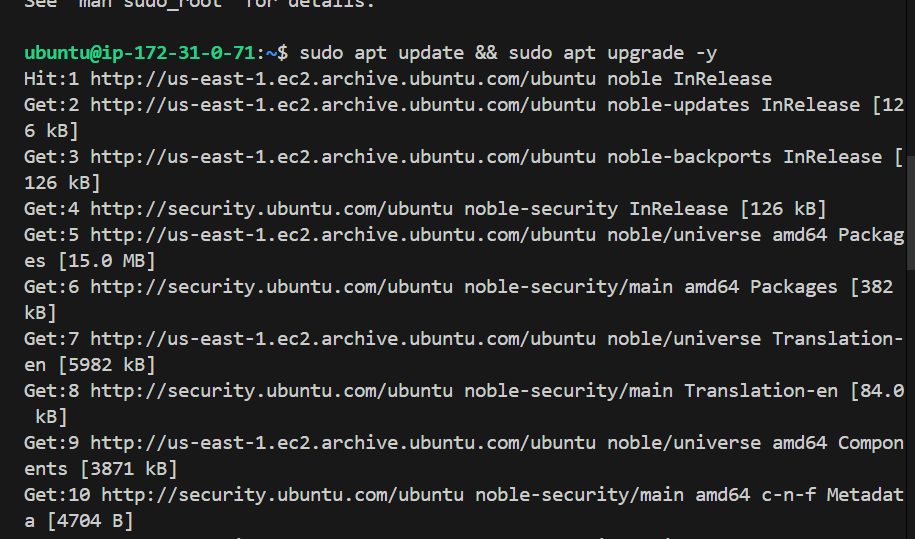 See "man sudo_root" for details.
ubuntu@ip-172-31-0-71:~$ sudo apt update && sudo apt upgrade -y
Hit:1 http://us-east-1.ec2.archive.ubuntu.com/ubuntu noble InRelease
Get:2 http://us-east-1.ec2.archive.ubuntu.com/ubuntu noble-updates InRelease [12
6 kB]
Get:3 http://us-east-1.ec2.archive.ubuntu.com/ubuntu noble-backports InRelease [
126 kB]
Get:4 http://security.ubuntu.com/ubuntu noble-security InRelease [126 kB]
Get:5 http://us-east-1.ec2.archive.ubuntu.com/ubuntu noble/universe amd64 Packag
es [15.0 MB]
Get:6 http://security.ubuntu.com/ubuntu noble-security/main amd64 Packages [382
kB]
Get:7 http://us-east-1.ec2.archive.ubuntu.com/ubuntu noble/universe Translation-
en [5982 kB]
Get:8 http://security.ubuntu.com/ubuntu noble-security/main Translation-en [84.0
 kB]
Get:9 http://us-east-1.ec2.archive.ubuntu.com/ubuntu noble/universe amd64 Compon
ents [3871 kB]
Get:10 http://security.ubuntu.com/ubuntu noble-security/main amd64 c-n-f Metadat
a [4704 B]